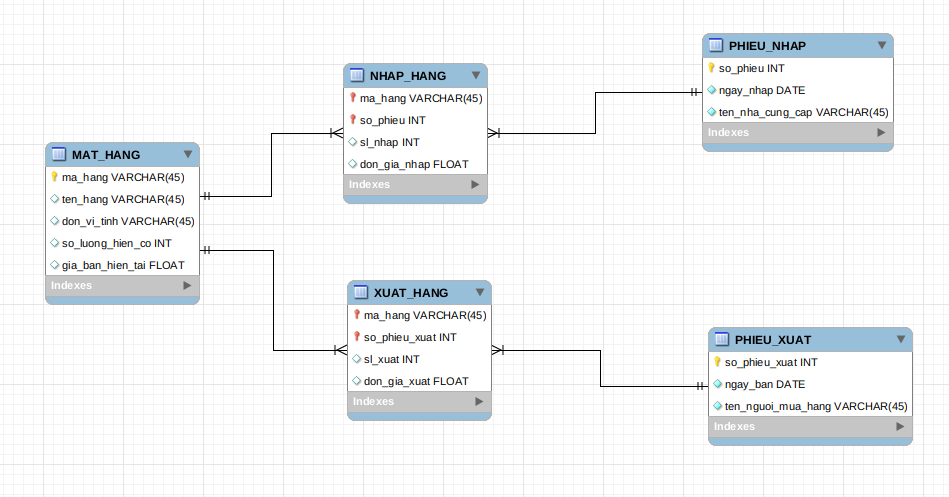 MAT_HANG
ma_hang VARCHAR(45)
ten_hang VARCHAR(45)
don_vi_tinh VARCHAR(45)
so_luong_hien_co INT
gia_ban_hien_tai FLOAT
Indexes
NHAP_HANG
ma_hang VARCHAR(45)
so_phieu INT
sl_nhap INT
don_gia_nhap FLOAT
Indexes
PHIEU_NHAP
so_phieu INT
ngay_nhap DATE
ten_nha_cung_cap VARCHAR(45)
Indexes
XUAT_HANG
ma_hang VARCHAR(45)
so_phieu_xuat INT
sl_xuat INT
don_gia_xuat FLOAT
Indexes
PHIEU_XUAT
so_phieu_xuat INT
ngay_ban DATE
ten_nguoi_mua_hang VARCHAR(45)
Indexes